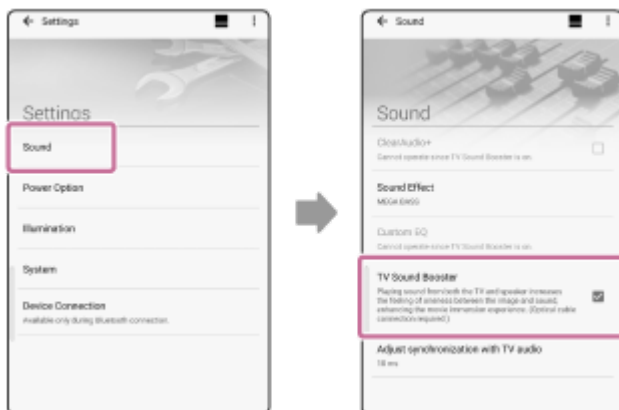 Settings
Settings
Sound
Power Option
Illumination
System
Device Connection
Available only during Bluetooth connection.
Sound
Sound
ClearAudio+
Cannot operate since TV Sound Booster is on.
Sound Effect
MEGA BASS
Custom EQ
Cannot operate since TV Sound Booster is on.
TV Sound Booster
Playing sound from both the TV and speaker increases
the feeling of oneness between the image and sound,
enhancing the movie immersion experience. (Optical cable
connection required.)
Adjust synchronization with TV audio
18 ms